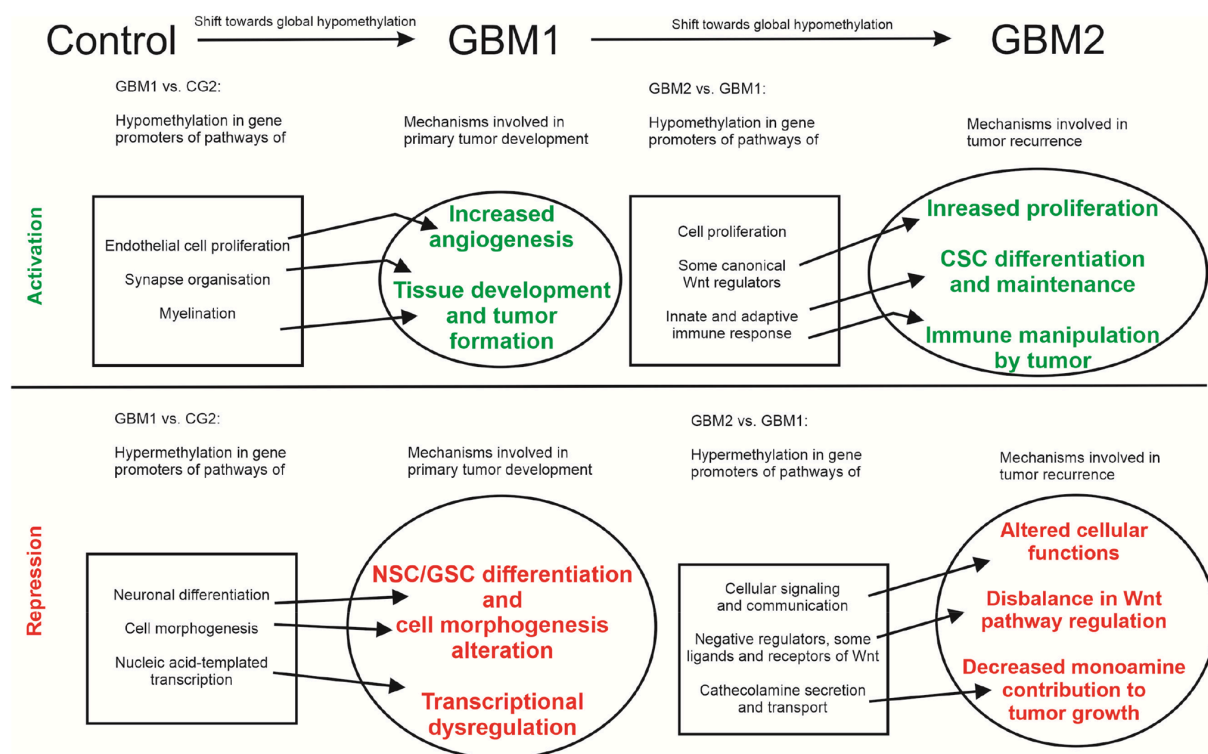 Control
Shift towards global hypomethylation
GBM1
Shift towards global hypomethylation
GBM2
GBM1 vs. CG2:
Hypomethylation in gene
promoters of pathways of
Mechanisms involved in
primary tumor development
GBM2 vs. GBM1:
Hypomethylation in gene
promoters of pathways of
Mechanisms involved in
tumor recurrence
Activation
Endothelial cell proliferation
Synapse organisation
Myelination
Increased
angiogenesis
Tissue development
and tumor
formation
Cell proliferation
Some canonical
Wnt regulators
Innate and adaptive
immune response
Inreased proliferation
CSC differentiation
and maintenance
Immune manipulation
by tumor
GBM1 vs. CG2:
Hypermethylation in gene
promoters of pathways of
Mechanisms involved in
primary tumor development
GBM2 vs. GBM1:
Hypermethylation in gene
promoters of pathways of
Mechanisms involved in
tumor recurrence
Repression
Neuronal differentiation
Cell morphogenesis
Nucleic acid-templated
transcription
NSC/GSC differentiation
and
cell morphogenesis
alteration
Transcriptional
dysregulation
Cellular signaling
and communication
Negative regulators, some
ligands and receptors of Wnt
Cathecolamine secretion
and transport
Altered cellular
functions
Disbalance in Wnt
pathway regulation
Decreased monoamine
contribution to
tumor growth